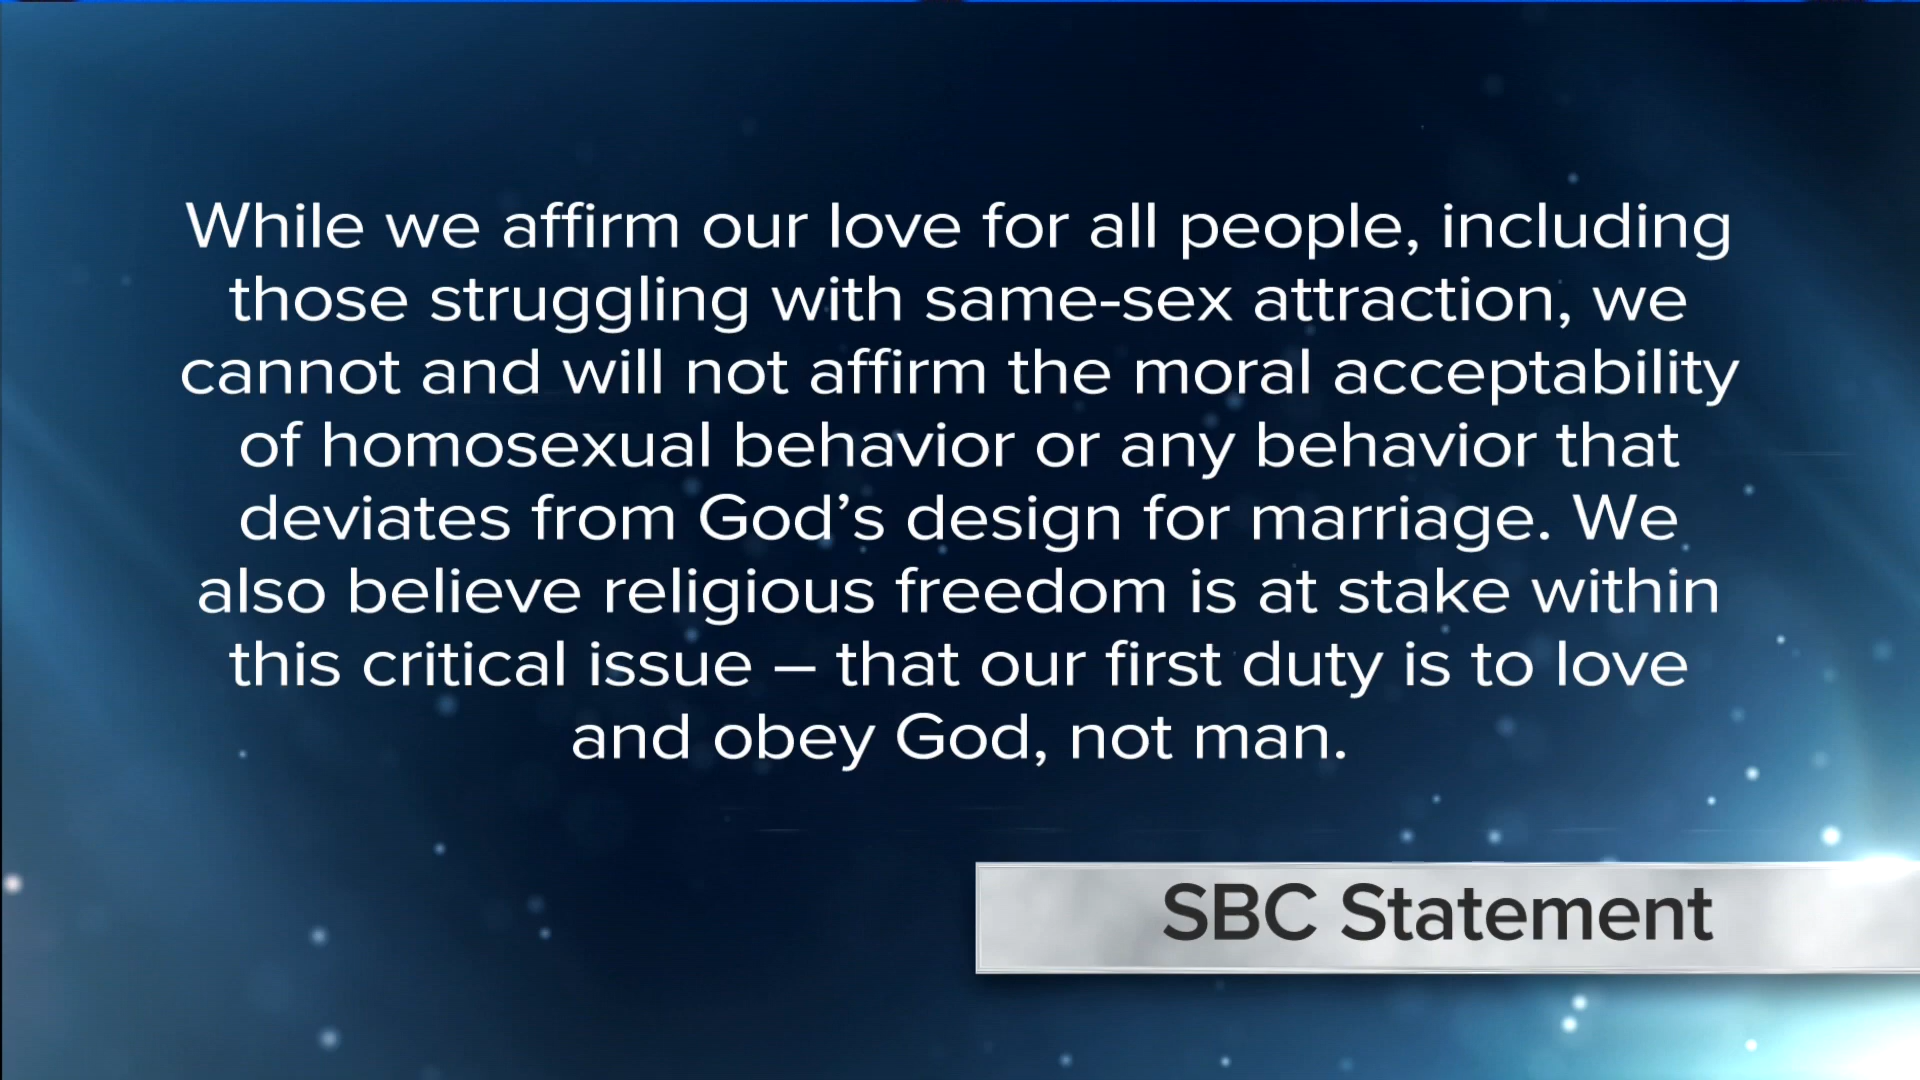 While we affirm our love for all people, including
those struggling with same-sex attraction, we
cannot and will not affirm the moral acceptability
of homosexual behavior or any behavior that
deviates from God’s design for marriage. We
also believe religious freedom is at stake within
this critical issue – that our first duty is to love
and obey God, not man.
SBC Statement